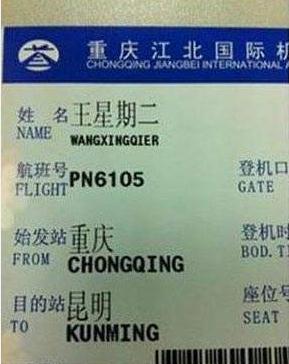 重庆江北国际机
CHONGQING JIANGBEI INTERNATIONAL A
姓 名 王星期二
NAME WANGXINGQIER
航班号 PN6105 登机口
FLIGHT GATE
始发站 重庆 登机时
FROM CHONGQING BOD.TI
目的站 昆明 座位号
TO KUNMING SEAT